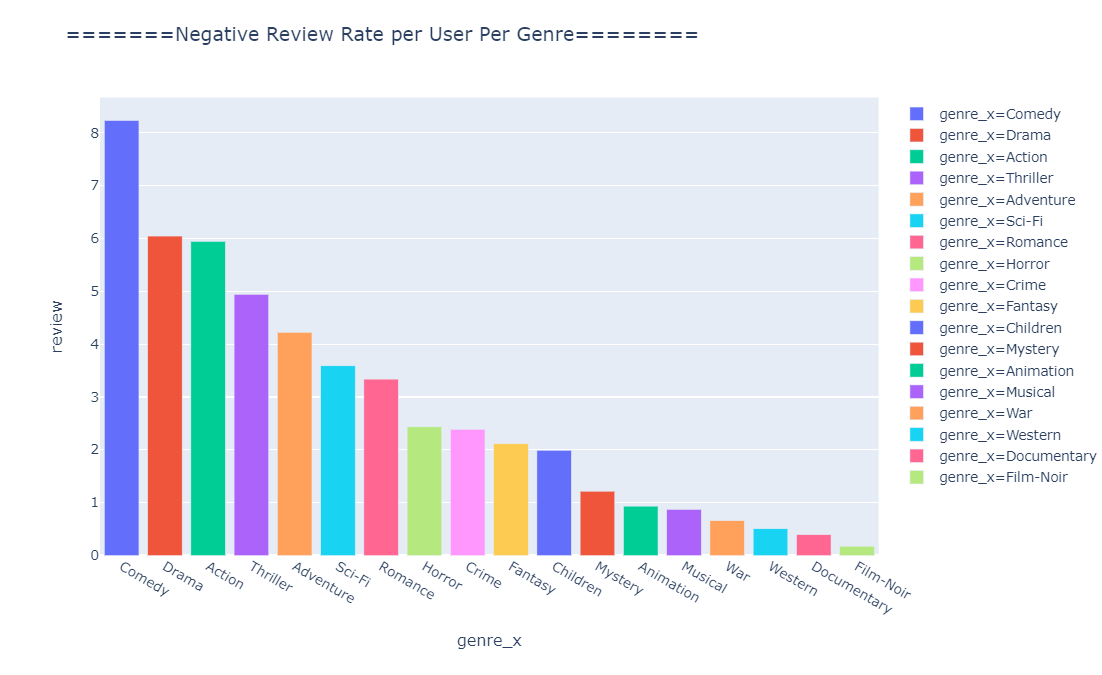 =======Negative Review Rate per User Per Genre========
8
7
6
5
4
3
2
1
0
review
Comedy
Drama
Action
Thriller
Adventure
Sci-Fi
Romance
Horror
Crime
Fantasy
Children
Mystery
Animation
Musical
War
Western
Documentary
Film-Noir
genre_x
genre_x=Comedy
genre_x=Drama
genre_x=Action
genre_x=Thriller
genre_x=Adventure
genre_x=Sci-Fi
genre_x=Romance
genre_x=Horror
genre_x=Crime
genre_x=Fantasy
genre_x=Children
genre_x=Mystery
genre_x=Animation
genre_x=Musical
genre_x=War
genre_x=Western
genre_x=Documentary
genre_x=Film-Noir